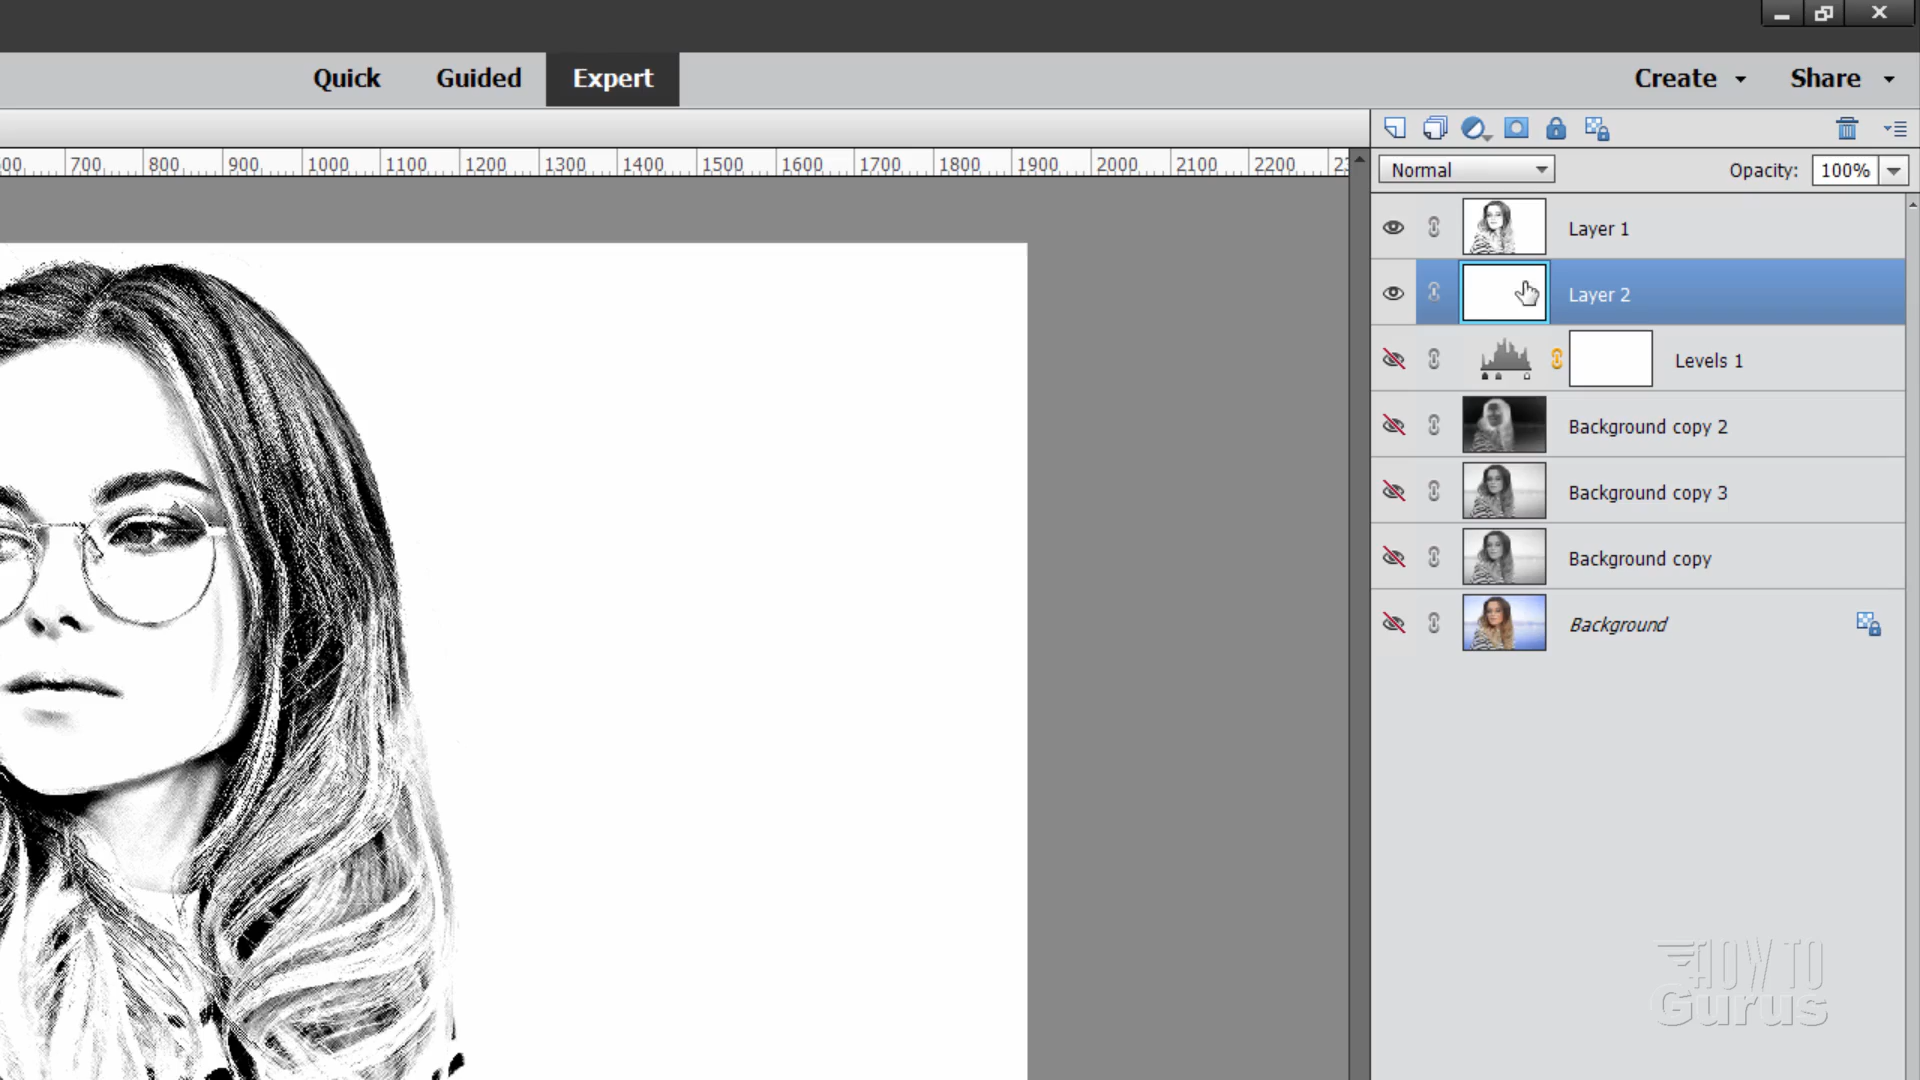 Quick Guided Expert Create Share
700 800 900 1000 1100 1200 1300 1400 1500 1600 1700 1800 1900 2000 2100 2200
Normal Opacity: 100%
Layer 1
Layer 2
Levels 1
Background copy 2
Background copy 3
Background copy
Background
HOW TO
Gurus